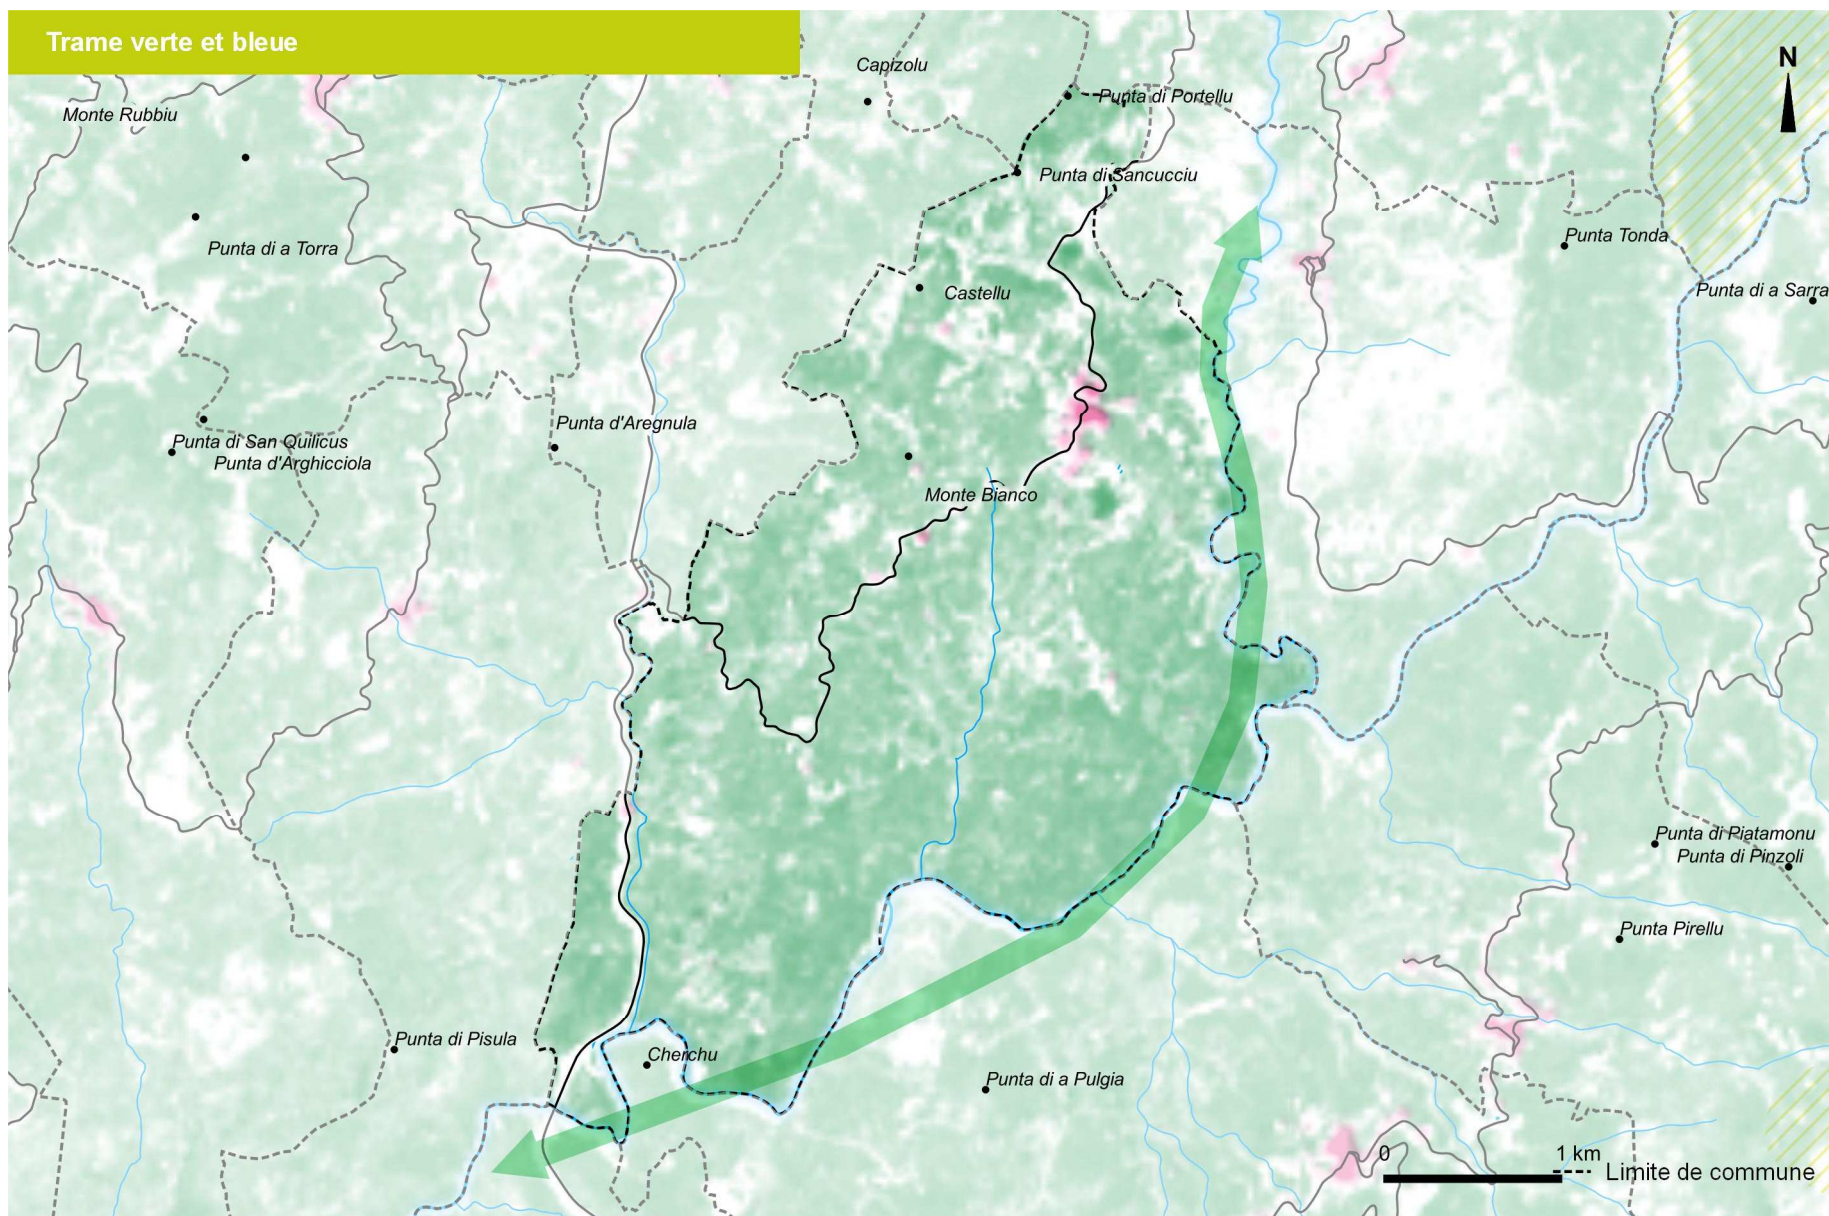 Trame verte et bleue
N
Capizolu
Punta di Portellu
Monte Rubbiu
Punta di Sancucciu
Punta di a Torra
Punta Tonda
Castellu
Punta di a Sarra
Punta d'Aregnula
Punta di San Quilicus
Punta d'Arghicciola
Monte Bianco
Punta di Piatamonu
Punta di Pinzoli
Punta Pirellu
Punta di Pisula
Cherchu
Punta di a Pulgia
0 1 km
Limite de commune